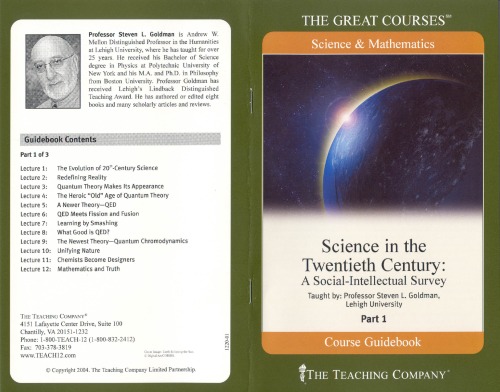 Professor Steven L. Goldman is Andrew W.
Mellon Distinguished Professor in the Humanities
at Lehigh University, where he has taught for over
25 years. He received his Bachelor of Science
degree in Physics at Polytechnic University of
New York and his M.A. and Ph.D. in Philosophy
from Boston University. Professor Goldman has
received Lehigh's Lindback Distinguished
Teaching Award. He has authored or edited eight
books and many scholarly articles and reviews.
Guidebook Contents
Part 1 of 3
Lecture 1: The Evolution of 20th-Century Science
Lecture 2: Redefining Reality
Lecture 3: Quantum Theory Makes Its Appearance
Lecture 4: The Heroic "Old" Age of Quantum Theory
Lecture 5: A Newer Theory—QED
Lecture 6: QED Meets Fission and Fusion
Lecture 7: Learning by Smashing
Lecture 8: What Good is QED?
Lecture 9: The Newest Theory—Quantum Chromodynamics
Lecture 10: Unifying Nature
Lecture 11: Chemists Become Designers
Lecture 12: Mathematics and Truth
THE TEACHING COMPANY®
4151 Lafayette Center Drive, Suite 100
Chantilly, VA 20151-1232
Phone: 1-800-TEACH-12 (1-800-832-2412)
Fax: 703-378-3819
www.TEACH12.com
1220-01
© Copyright 2004. The Teaching Company Limited Partnership.
THE GREAT COURSES℠
Science & Mathematics
Science in the
Twentieth Century:
A Social-Intellectual Survey
Taught by: Professor Steven L. Goldman,
Lehigh University
Part 1
Course Guidebook
THE TEACHING COMPANY®